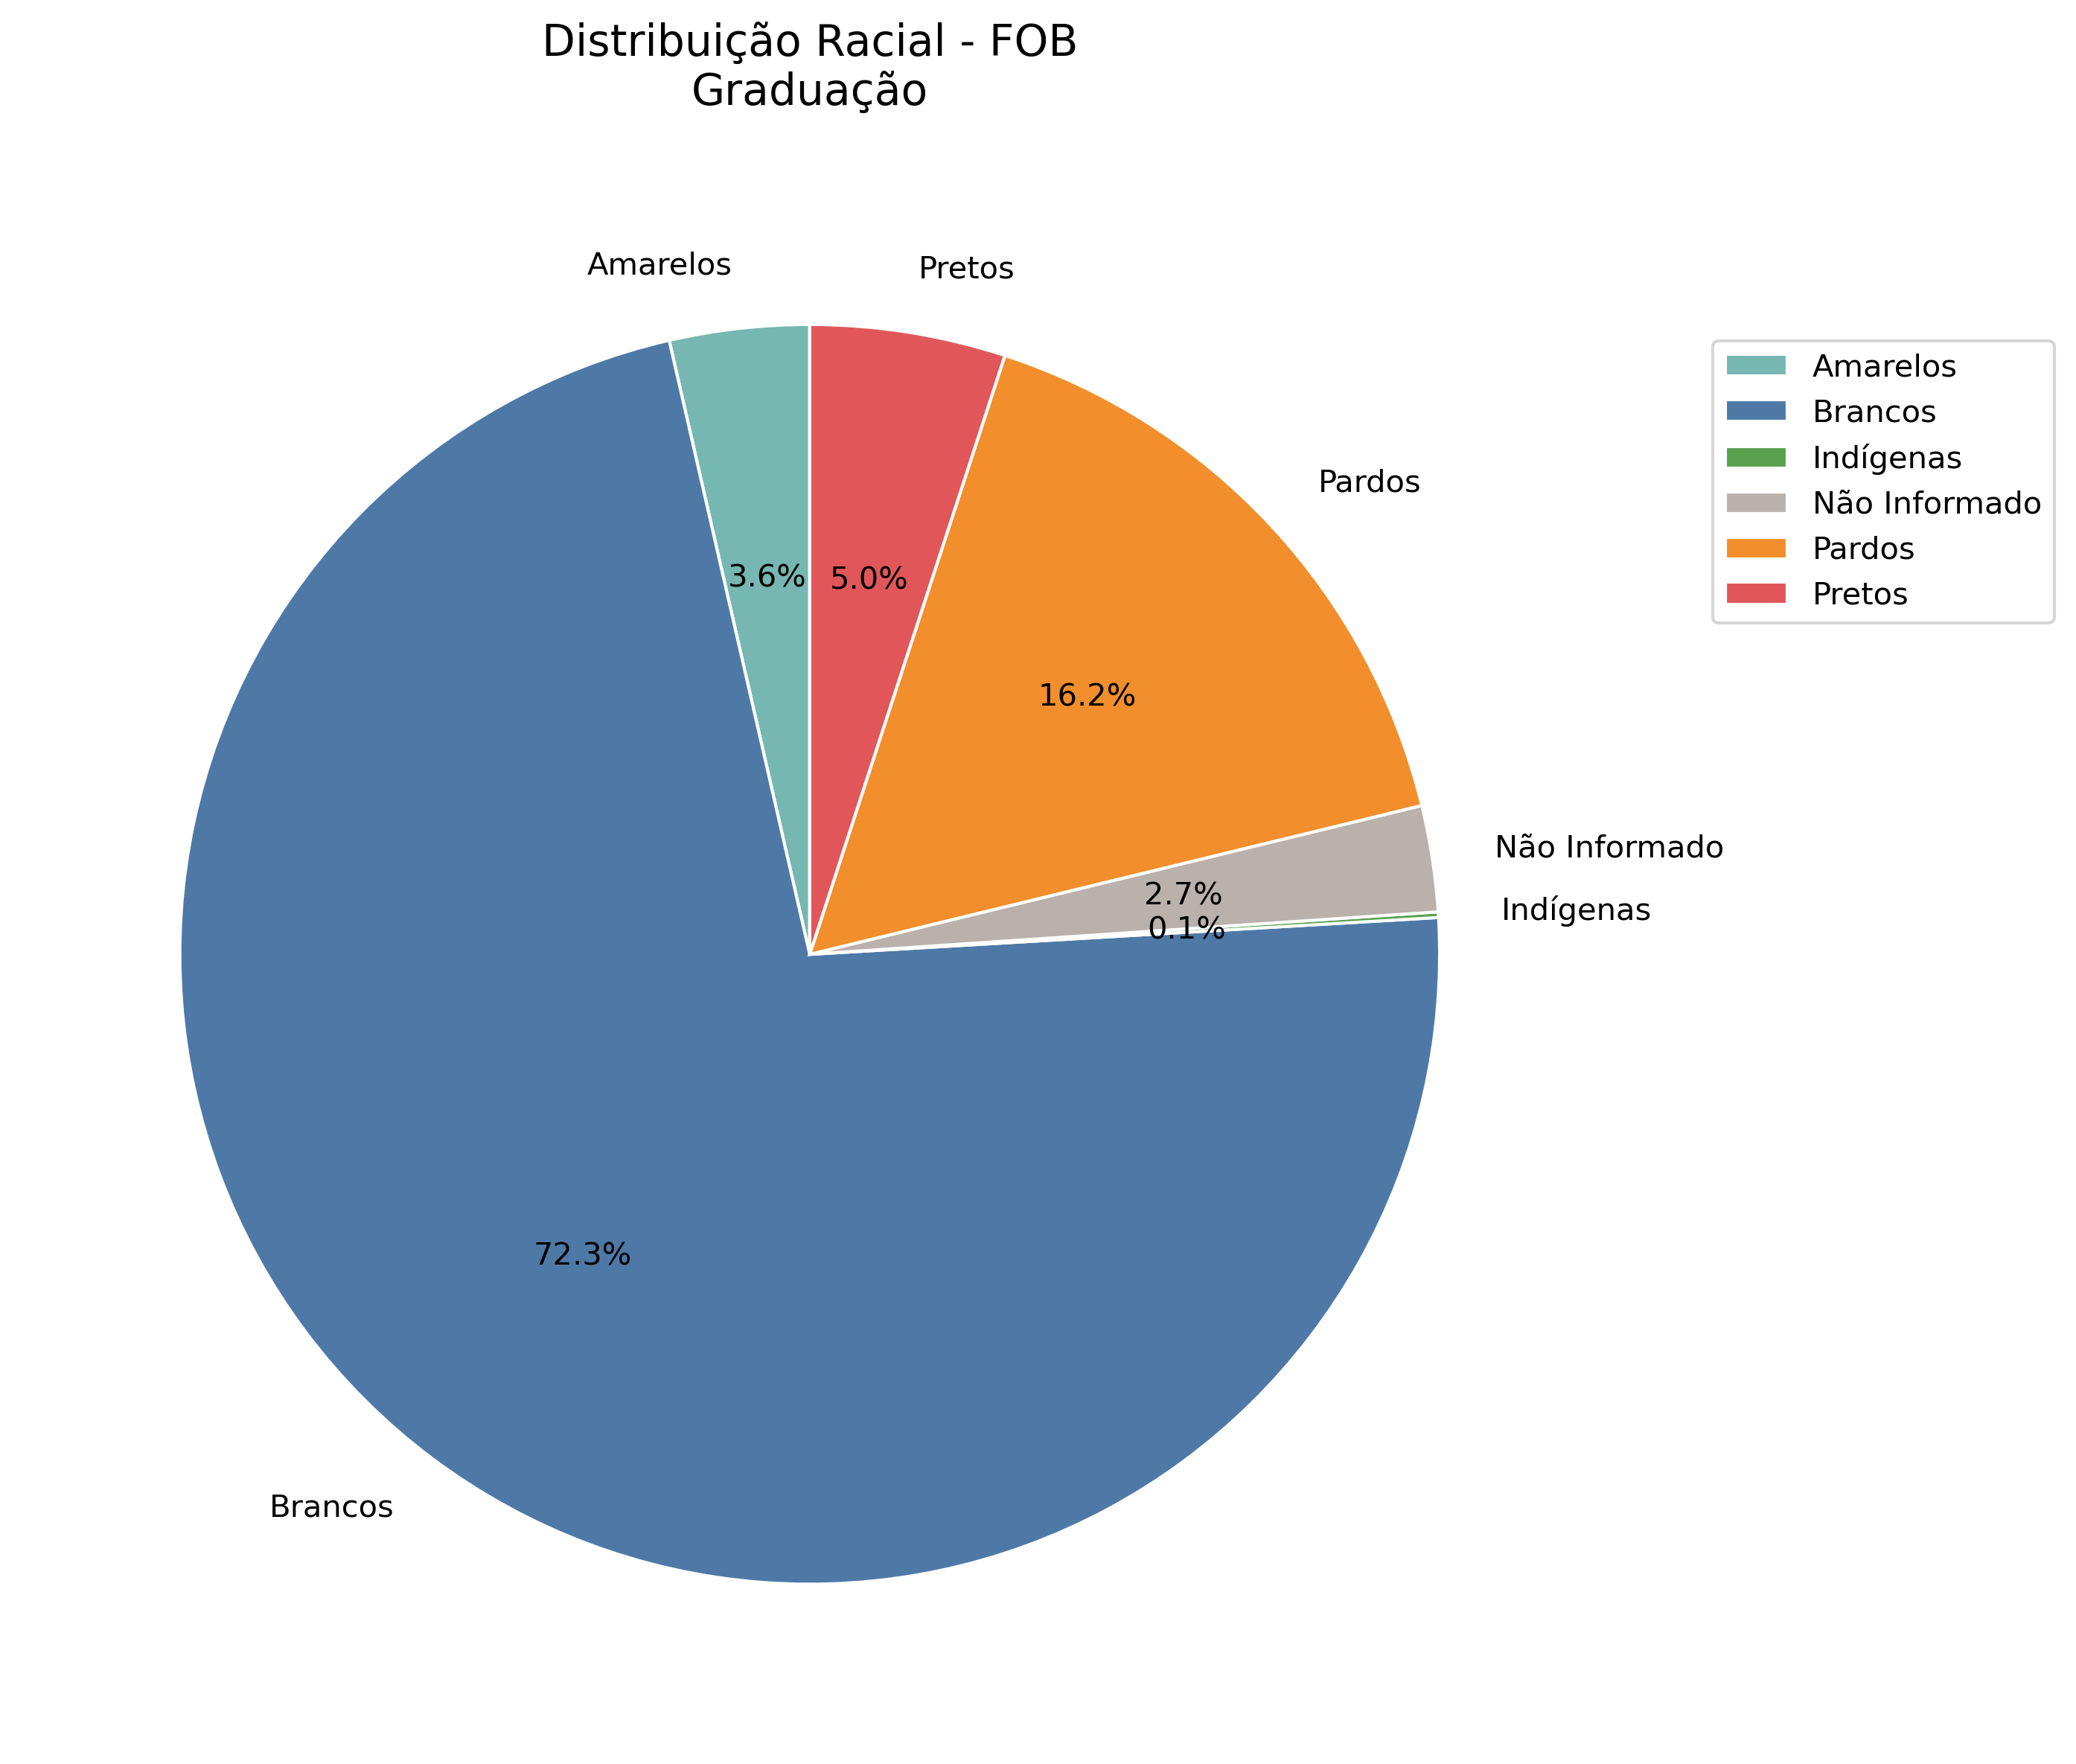 Distribuição Racial - FOB
Graduação
Amarelos
Pretos
Pardos
Não Informado
Indígenas
Brancos
3.6%
5.0%
16.2%
2.7%
0.1%
72.3%
Amarelos
Brancos
Indígenas
Não Informado
Pardos
Pretos